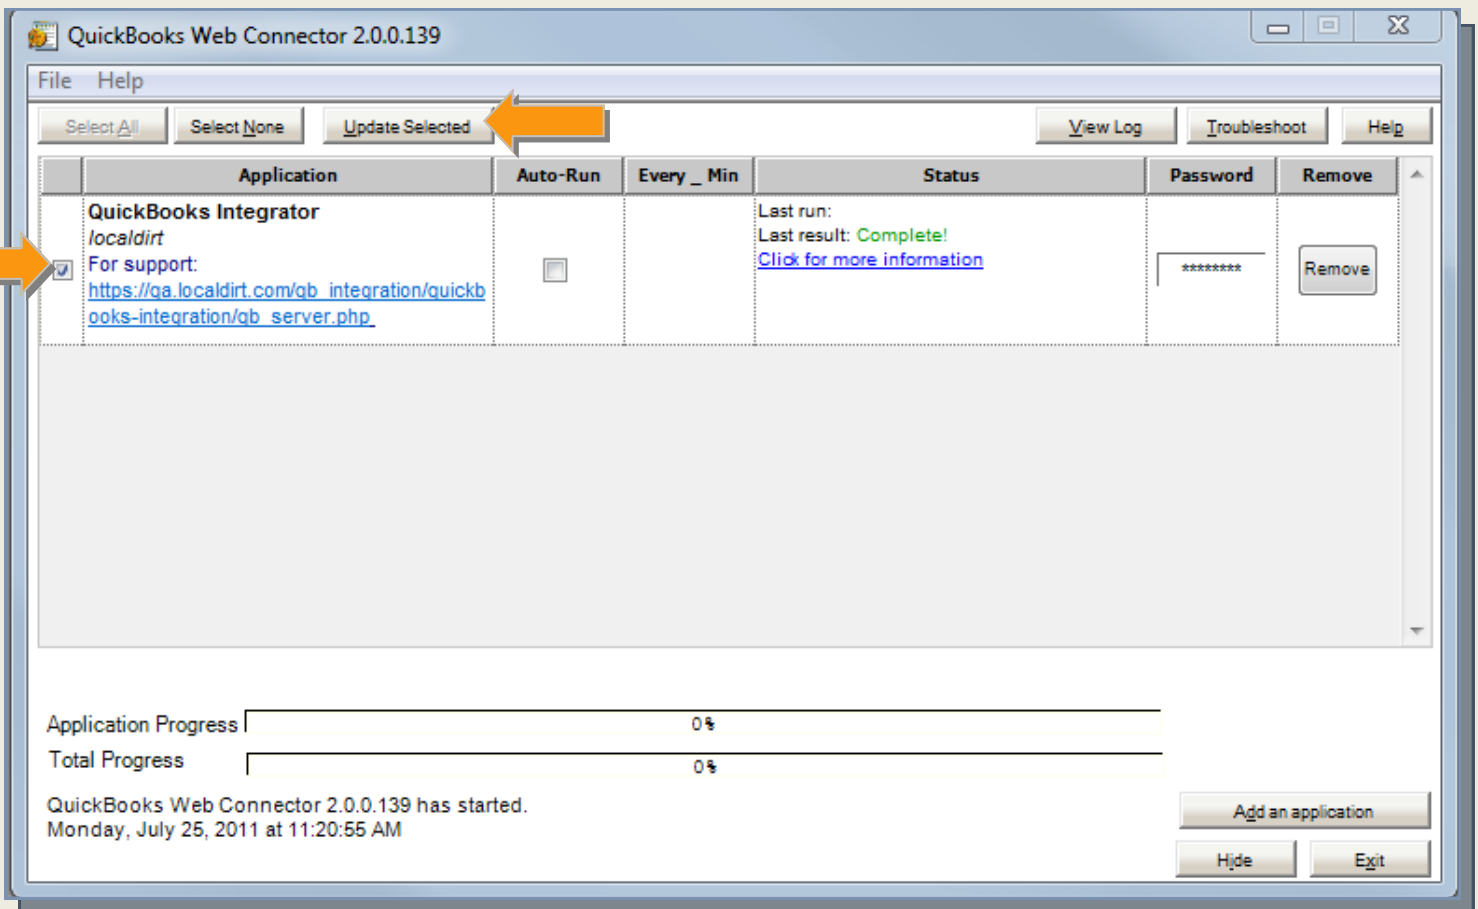 QuickBooks Web Connector 2.0.0.139
File Help
Select All Select None Update Selected View Log Troubleshoot Help
Application Auto-Run Every _ Min Status Password Remove
QuickBooks Integrator
localdirt
For support:
https://qa.localdirt.com/qb_integration/quickb
ooks-integration/qb_server.php
Last run:
Last result: Complete!
Click for more information
********
Remove
Application Progress 0%
Total Progress 0%
QuickBooks Web Connector 2.0.0.139 has started.
Monday, July 25, 2011 at 11:20:55 AM
Add an application
Hide Exit